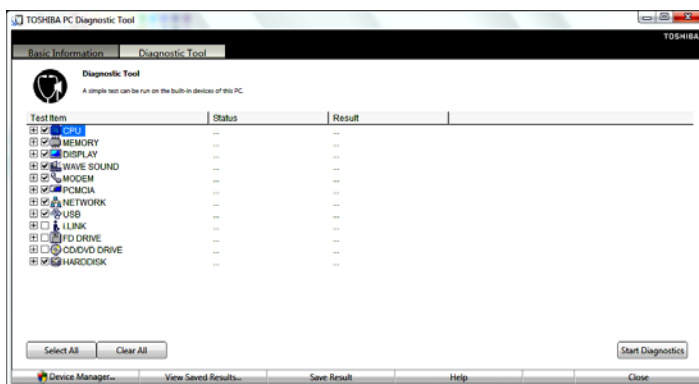 TOSHIBA PC Diagnostic Tool
TOSHIBA
Basic Information Diagnostic Tool
Diagnostic Tool
A simple test can be run on the built-in devices of this PC.
Test Item Status Result
CPU ... ...
MEMORY ... ...
DISPLAY ... ...
WAVE SOUND ... ...
MODEM ... ...
PCMCIA ... ...
NETWORK ... ...
USB ... ...
i.LINK ... ...
FD DRIVE ... ...
CD/DVD DRIVE ... ...
HARDDISK ... ...
Select All Clear All Start Diagnostics
Device Manager... View Saved Results... Save Result Help Close